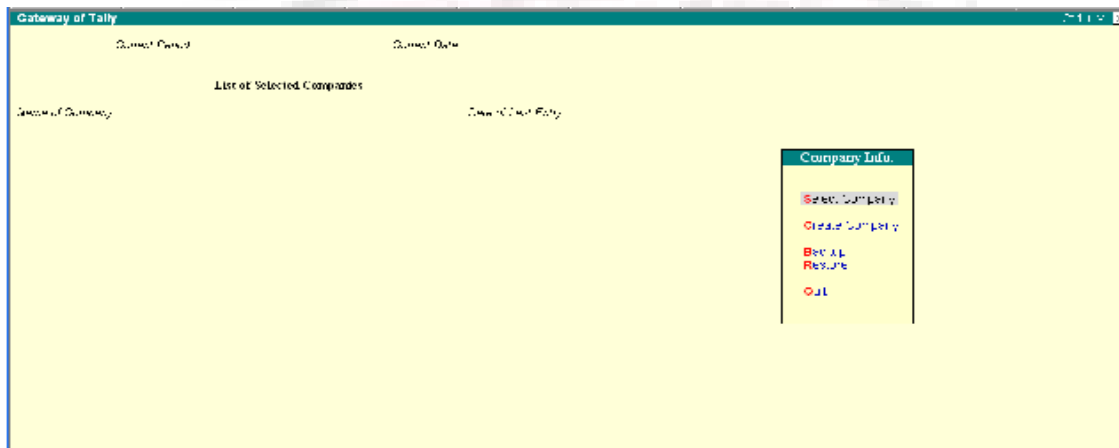 Gateway of Tally
Current Period Current Date
List of Selected Companies
Name of Company Date of Last Entry
Company Info.
Select Company
Create Company
Backup
Restore
Quit